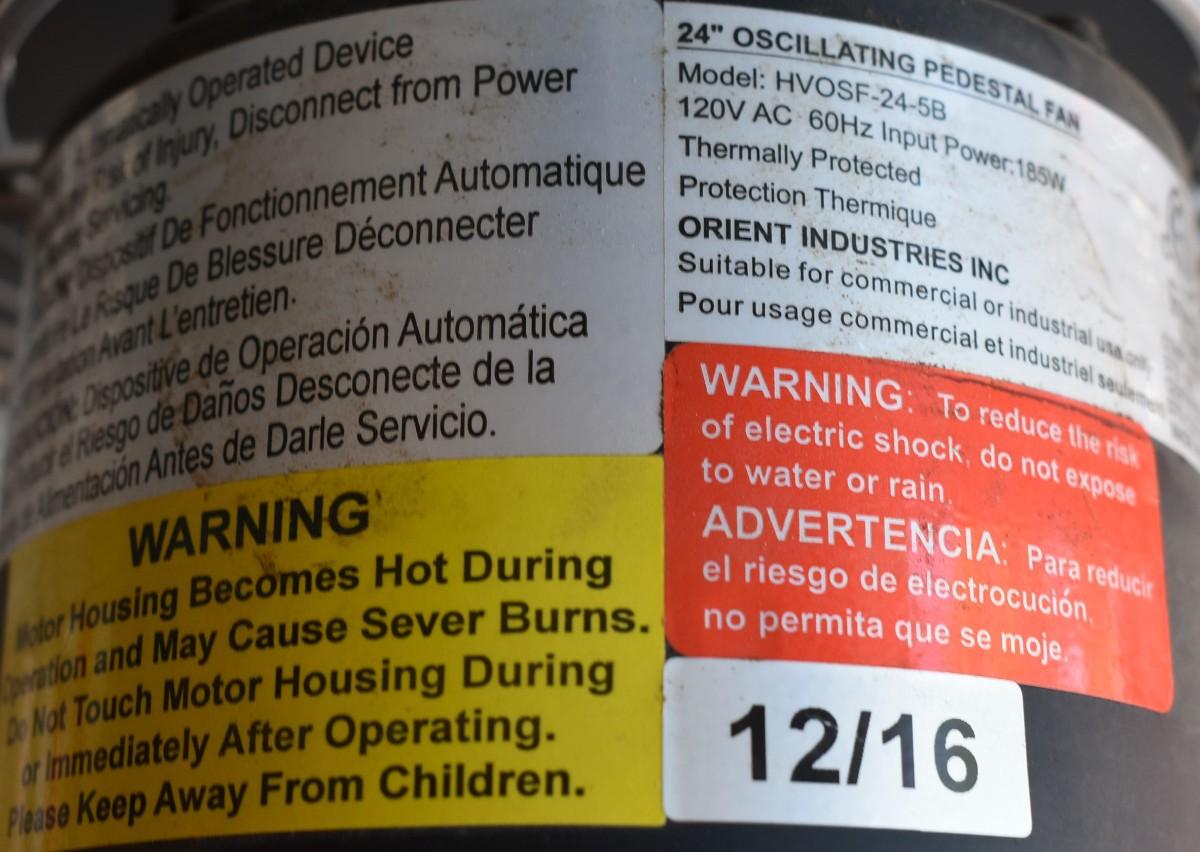 Automatically Operated Device
Risk of Injury, Disconnect from Power
Servicing.
Dispositif De Fonctionnement Automatique
Le Risque De Blessure Déconnecter
Avant L'entretien.
Dispositive de Operación Automática
el Riesgo de Daños Desconecte de la
Alimentación Antes de Darle Servicio.
WARNING
Motor Housing Becomes Hot During
Operation and May Cause Sever Burns.
Do Not Touch Motor Housing During
or Immediately After Operating.
Please Keep Away From Children.
24" OSCILLATING PEDESTAL FAN
Model: HVOSF-24-5B
120V AC 60Hz Input Power:185W
Thermally Protected
Protection Thermique
ORIENT INDUSTRIES INC
Suitable for commercial or industrial use only
Pour usage commercial et industriel seulement
WARNING: To reduce the risk
of electric shock, do not expose
to water or rain.
ADVERTENCIA: Para reducir
el riesgo de electrocución,
no permita que se moje.
12/16